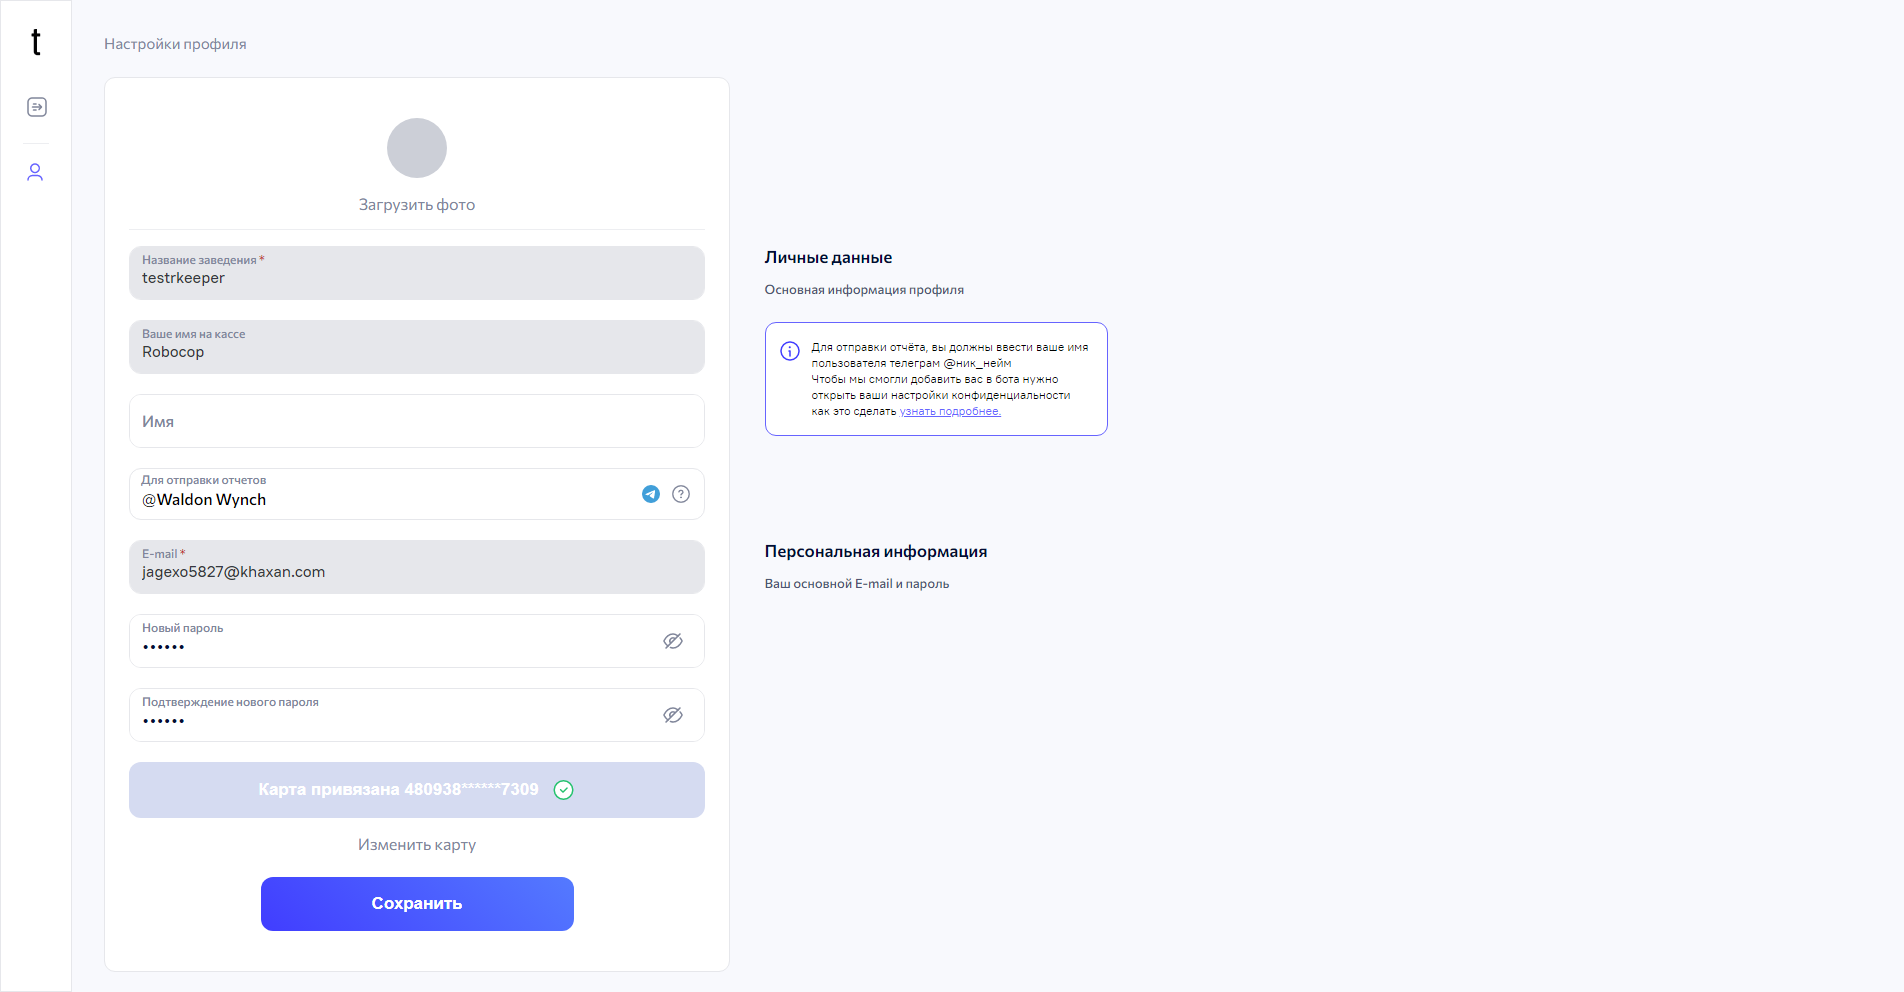 t
Настройки профиля
Загрузить фото
Название заведения *
testrkeeper
Ваше имя на кассе
Robocop
Имя
Для отправки отчетов
@Waldon Wynch
E-mail *
jagexo5827@khaxan.com
Новый пароль
••••••
Подтверждение нового пароля
••••••
Карта привязана 480938******7309
Изменить карту
Сохранить
Личные данные
Основная информация профиля
Для отправки отчёта, вы должны ввести ваше имя
пользователя телеграм @ник_нейм
Чтобы мы смогли добавить вас в бота нужно
открыть ваши настройки конфиденциальности
как это сделать узнать подробнее.
Персональная информация
Ваш основной E-mail и пароль